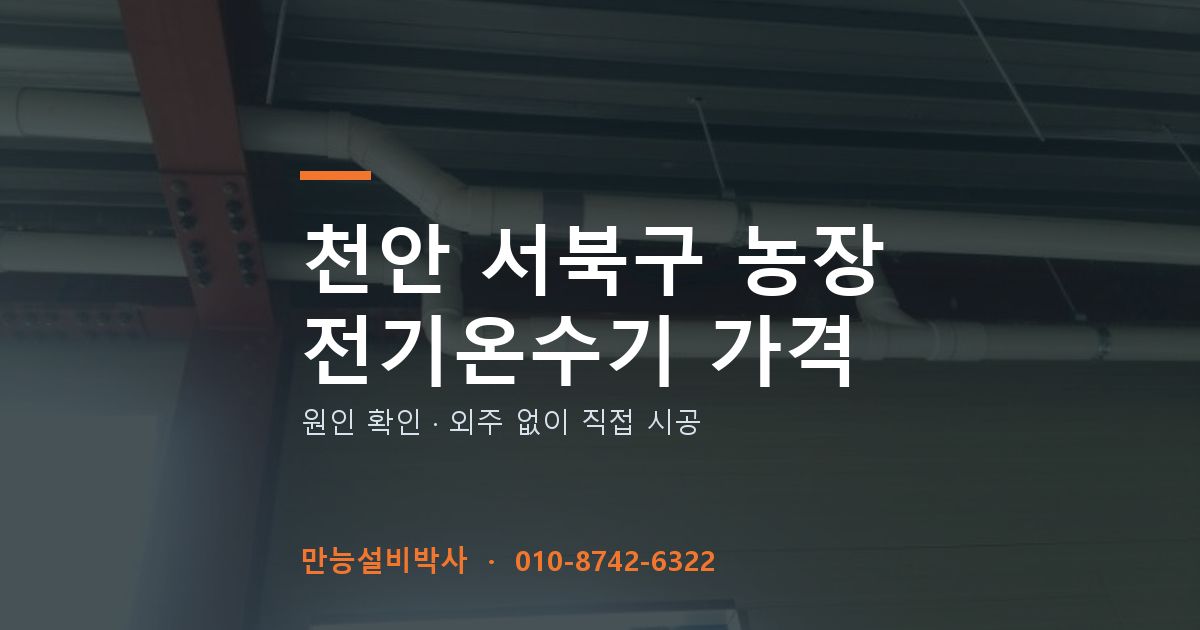 천안 서북구 농장
전기온수기 가격
원인 확인 · 외주 없이 직접 시공
만능설비박사 · 010-8742-6322